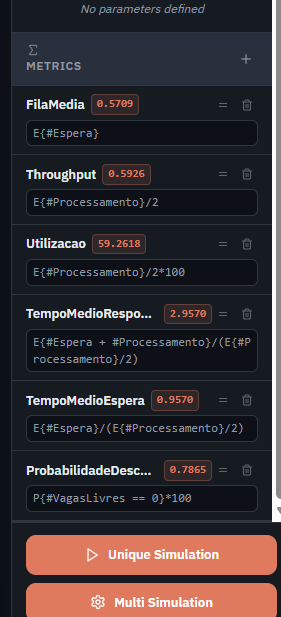 No parameters defined
Σ
METRICS
+
FilaMedia 0.5709
E{#Espera}
Throughput 0.5926
E{#Processamento}/2
Utilizacao 59.2618
E{#Processamento}/2*100
TempoMedioRespo... 2.9570
E{#Espera + #Processamento}/(E{#P
rocessamento}/2)
TempoMedioEspera 0.9570
E{#Espera}/(E{#Processamento}/2)
ProbabilidadeDesc... 0.7865
P{#VagasLivres == 0}*100
Unique Simulation
Multi Simulation